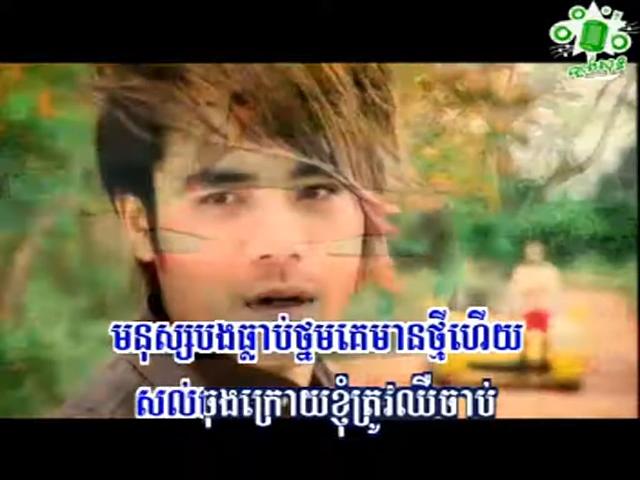 មនុស្សបងធ្លាប់ថ្នមគេមានថ្មីហើយ
សល់ចុងក្រោយខ្ញុំត្រូវឈឺចាប់